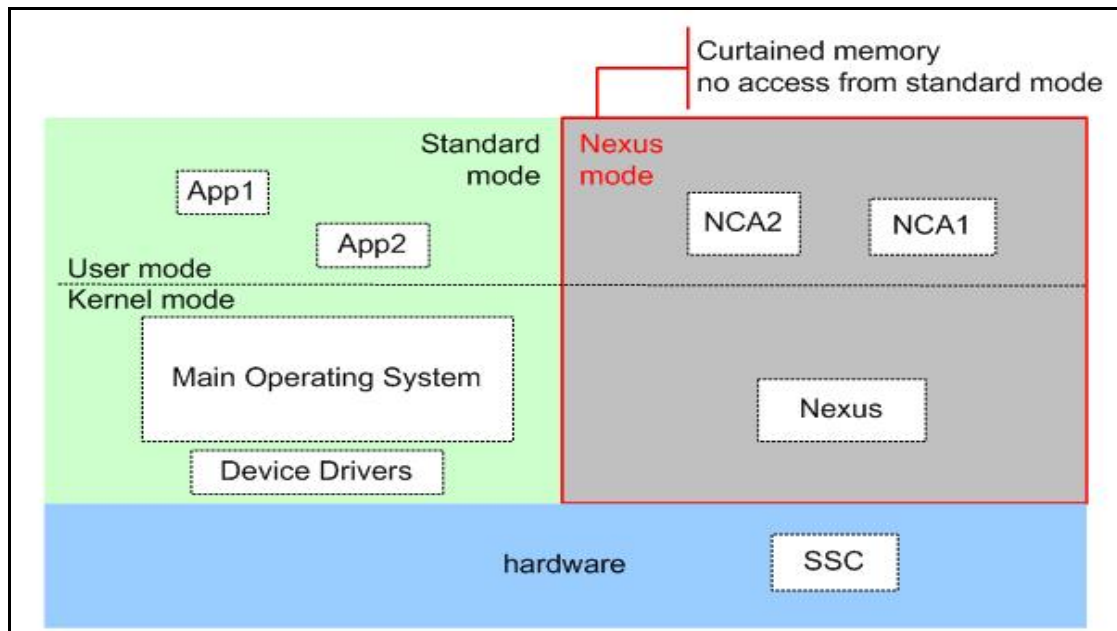 Curtained memory
no access from standard mode
Standard
mode
Nexus
mode
App1
App2
NCA2
NCA1
User mode
Kernel mode
Main Operating System
Nexus
Device Drivers
hardware
SSC